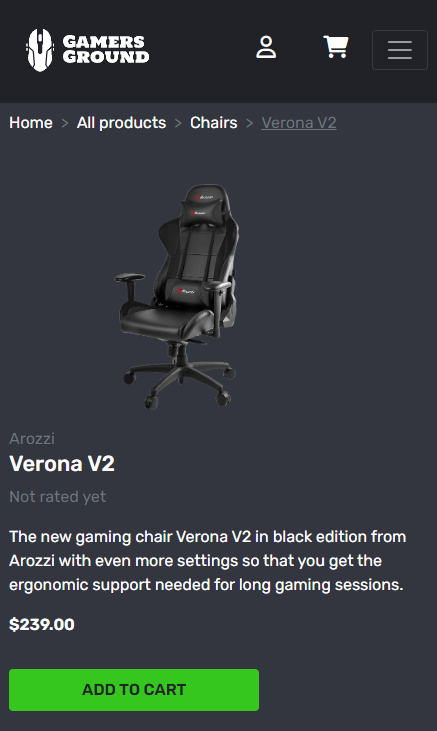 GAMERS
GROUND
Home > All products > Chairs > Verona V2
Arozzi
Verona V2
Not rated yet
The new gaming chair Verona V2 in black edition from
Arozzi with even more settings so that you get the
ergonomic support needed for long gaming sessions.
$239.00
ADD TO CART